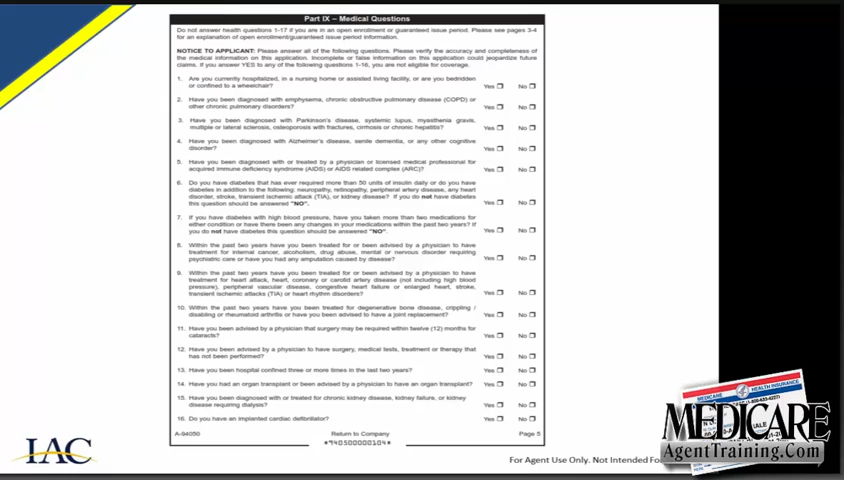 Part IX – Medical Questions
Do not answer health questions 1-17 if you are in an open enrollment or guaranteed issue period. Please see pages 3-4
for an explanation of open enrollment/guaranteed issue period information.
NOTICE TO APPLICANT: Please answer all of the following questions. Please verify the accuracy and completeness of
the medical information on this application. Incomplete or false information on this application could jeopardize future
claims. If you answer YES to any of the following questions 1-16, you are not eligible for coverage.
1. Are you currently hospitalized, in a nursing home or assisted living facility, or are you bedridden
or confined to a wheelchair? Yes No
2. Have you been diagnosed with emphysema, chronic obstructive pulmonary disease (COPD) or
other chronic pulmonary disorders? Yes No
3. Have you been diagnosed with Parkinson's disease, systemic lupus, myasthenia gravis,
multiple or lateral sclerosis, osteoporosis with fractures, cirrhosis or chronic hepatitis? Yes No
4. Have you been diagnosed with Alzheimer's disease, senile dementia, or any other cognitive
disorder? Yes No
5. Have you been diagnosed with or treated by a physician or licensed medical professional for
acquired immune deficiency syndrome (AIDS) or AIDS related complex (ARC)? Yes No
6. Do you have diabetes that has ever required more than 50 units of insulin daily or do you have
diabetes in addition to the following: neuropathy, retinopathy, peripheral artery disease, any heart
disorder, stroke, transient ischemic attack (TIA), or kidney disease? If you do not have diabetes
this question should be answered "NO". Yes No
7. If you have diabetes with high blood pressure, have you taken more than two medications for
either condition or have there been any changes in your medications within the past two years? If
you do not have diabetes this question should be answered "NO". Yes No
8. Within the past two years have you been treated for or been advised by a physician to have
treatment for internal cancer, alcoholism, drug abuse, mental or nervous disorder requiring
psychiatric care or have you had any amputation caused by disease? Yes No
9. Within the past two years have you been treated for or been advised by a physician to have
treatment for heart attack, heart, coronary or carotid artery disease (not including high blood
pressure), peripheral vascular disease, congestive heart failure or enlarged heart, stroke,
transient ischemic attacks (TIA) or heart rhythm disorders? Yes No
10. Within the past two years have you been treated for degenerative bone disease, crippling /
disabling or rheumatoid arthritis or have you been advised to have a joint replacement? Yes No
11. Have you been advised by a physician that surgery may be required within twelve (12) months for
cataracts? Yes No
12. Have you been advised by a physician to have surgery, medical tests, treatment or therapy that
has not been performed? Yes No
13. Have you been hospital confined three or more times in the last two years? Yes No
14. Have you had an organ transplant or been advised by a physician to have an organ transplant? Yes No
15. Have you been diagnosed with or treated for chronic kidney disease, kidney failure, or kidney
disease requiring dialysis? Yes No
16. Do you have an implanted cardiac defibrillator? Yes No
A-94050 Return to Company Page 5
*940500000104*
IAC
For Agent Use Only. Not Intended
MEDICARE HEALTH INSURANCE
MEDICARE
AgentTraining.Com